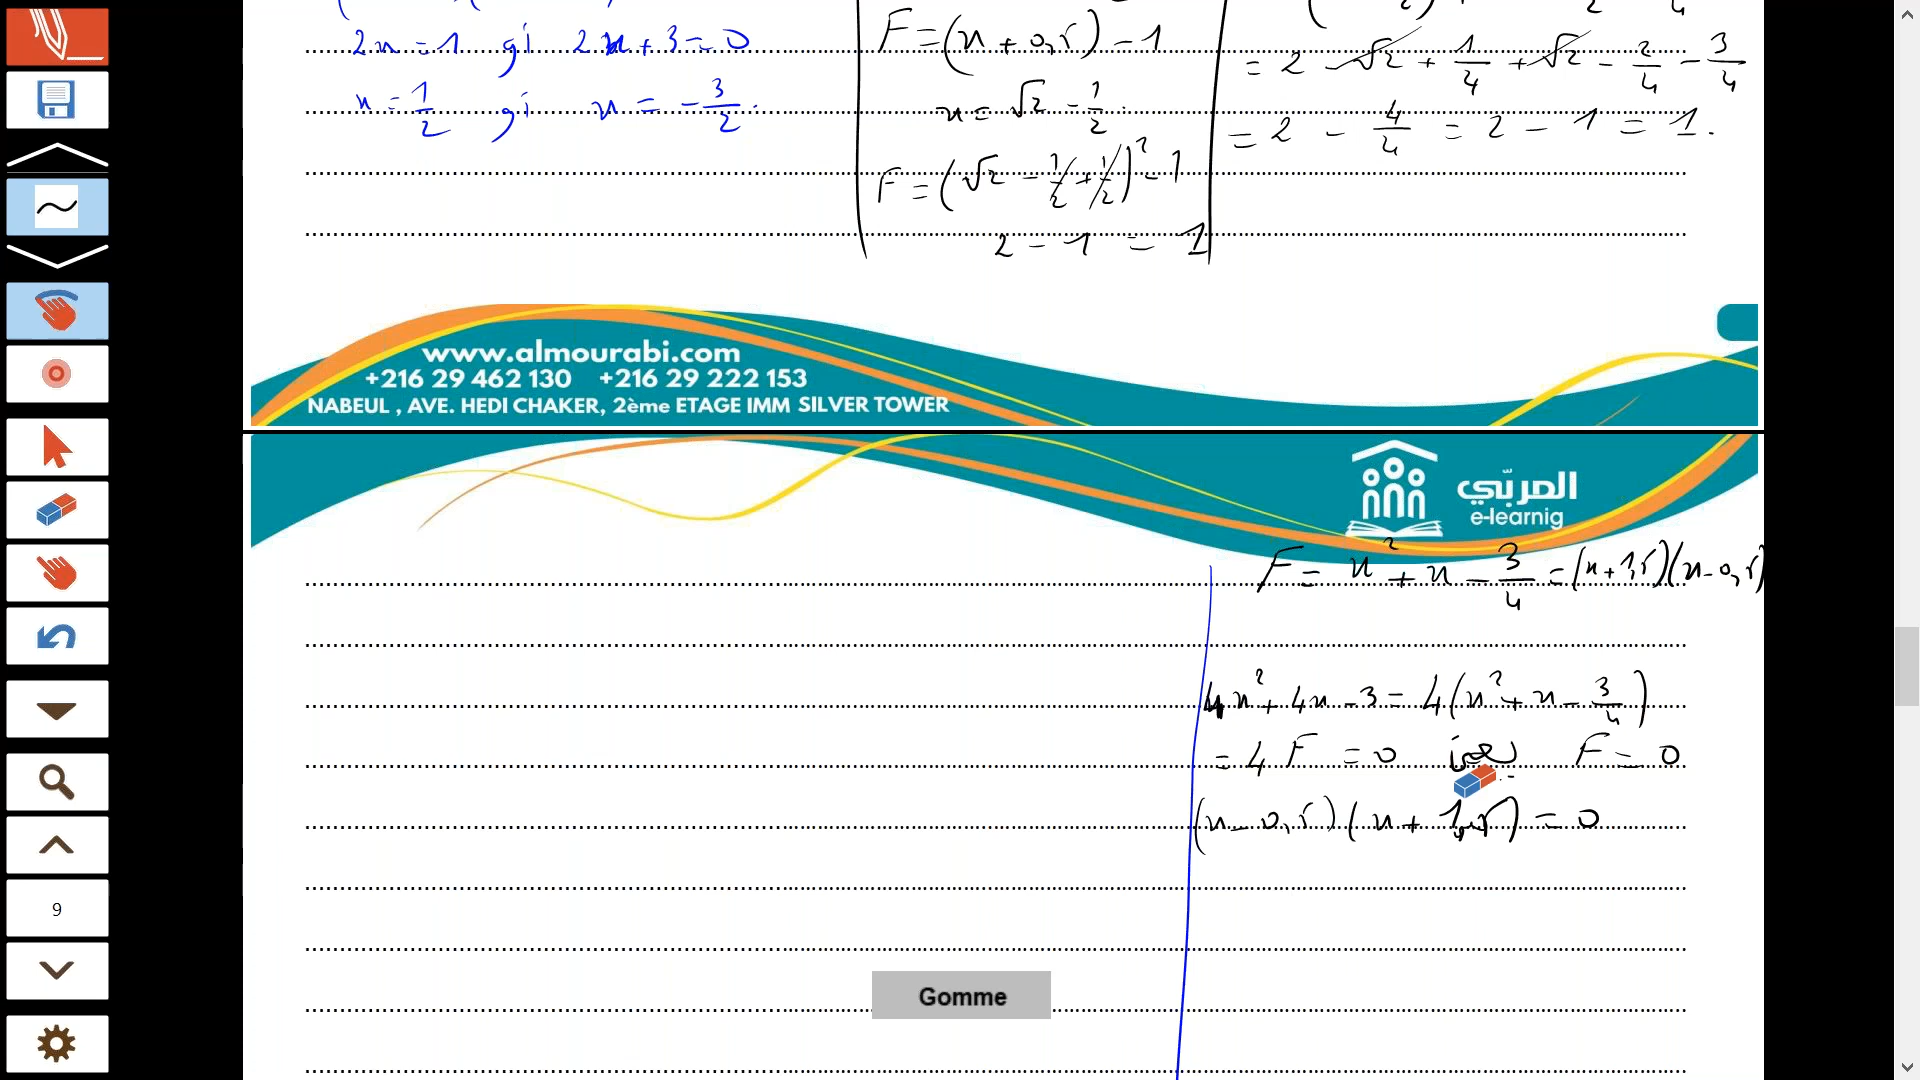 2x = 1 أو 2x + 3 = 0
x = 1/2 أو x = -3/2.
F = (x + 0,5) - 1
x = √2 - 1/2.
F = (√2 - 1/2 + 1/2)² - 1
2 - 1 = 1
= 2 - √2 + 1/4 + √2 - 2/4 - 3/4
= 2 - 4/4 = 2 - 1 = 1.
www.almourabi.com
+216 29 462 130 +216 29 222 153
NABEUL , AVE. HEDI CHAKER, 2ème ETAGE IMM SILVER TOWER
المربّي
e-learnig
F = x² + x - 3/4 = (x + 1,5)(x - 0,5)
4x² + 4x - 3 = 4(x² + x - 3/4)
= 4F = 0 يعني F = 0
(x - 0,5)(x + 1,5) = 0
9
Gomme